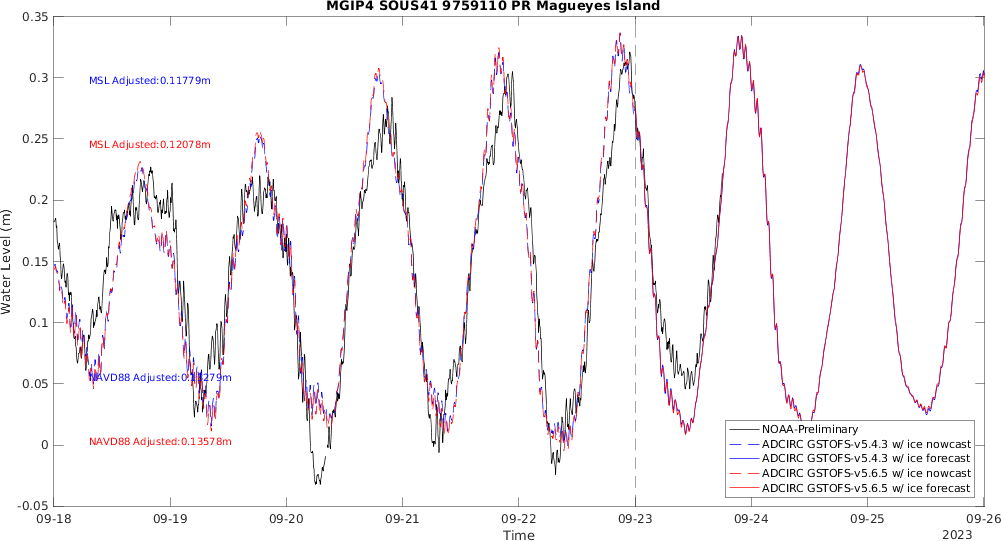 MGIP4 SOUS41 9759110 PR Magueyes Island
Water Level (m)
0.35
0.3
0.25
0.2
0.15
0.1
0.05
0
-0.05
MSL Adjusted:0.11779m
MSL Adjusted:0.12078m
NAVD88 Adjusted:
NAVD88 Adjusted:0.13578m
NOAA-Preliminary
ADCIRC GSTOFS-v5.4.3 w/ ice nowcast
ADCIRC GSTOFS-v5.4.3 w/ ice forecast
ADCIRC GSTOFS-v5.6.5 w/ ice nowcast
ADCIRC GSTOFS-v5.6.5 w/ ice forecast
09-18 09-19 09-20 09-21 09-22 09-23 09-24 09-25 09-26
Time
2023